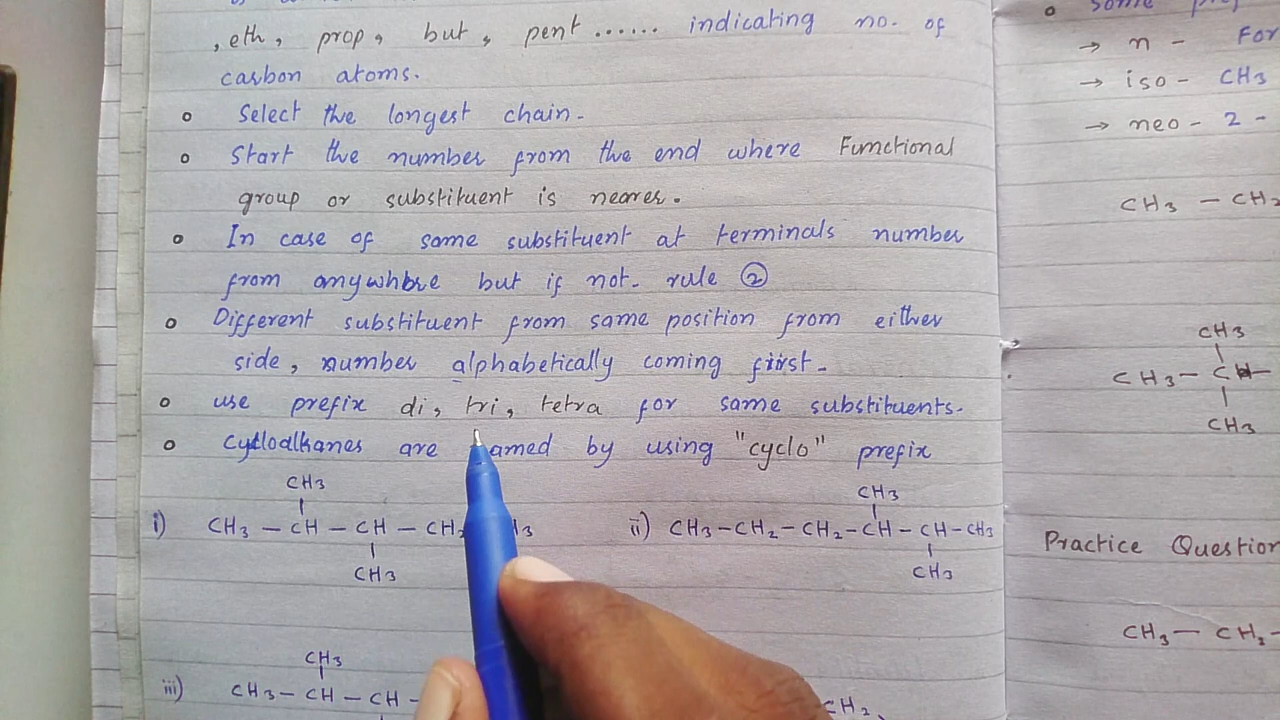 , eth, prop, but, pent ...... indicating no. of
carbon atoms.
Select the longest chain.
Start the number from the end where Functional
group or substituent is neares.
In case of same substituent at terminals number
from anywhere but if not. rule ②
Different substituent from same position from either
side, number alphabetically coming first.
use prefix di, tri, tetra for same substituents.
Cycloalkanes are named by using "cyclo" prefix
CH3
i) CH3 - CH - CH - CH2
CH3
CH3
ii) CH3-CH2-CH2-CH-CH-CH3
CH3
CH3
iii) CH3-CH-CH-
CH2
→ n - For
→ iso - CH3
→ neo - 2 -
CH3 - CH2
CH3
CH3-CH-
CH3
Practice Question
CH3 - CH2 -